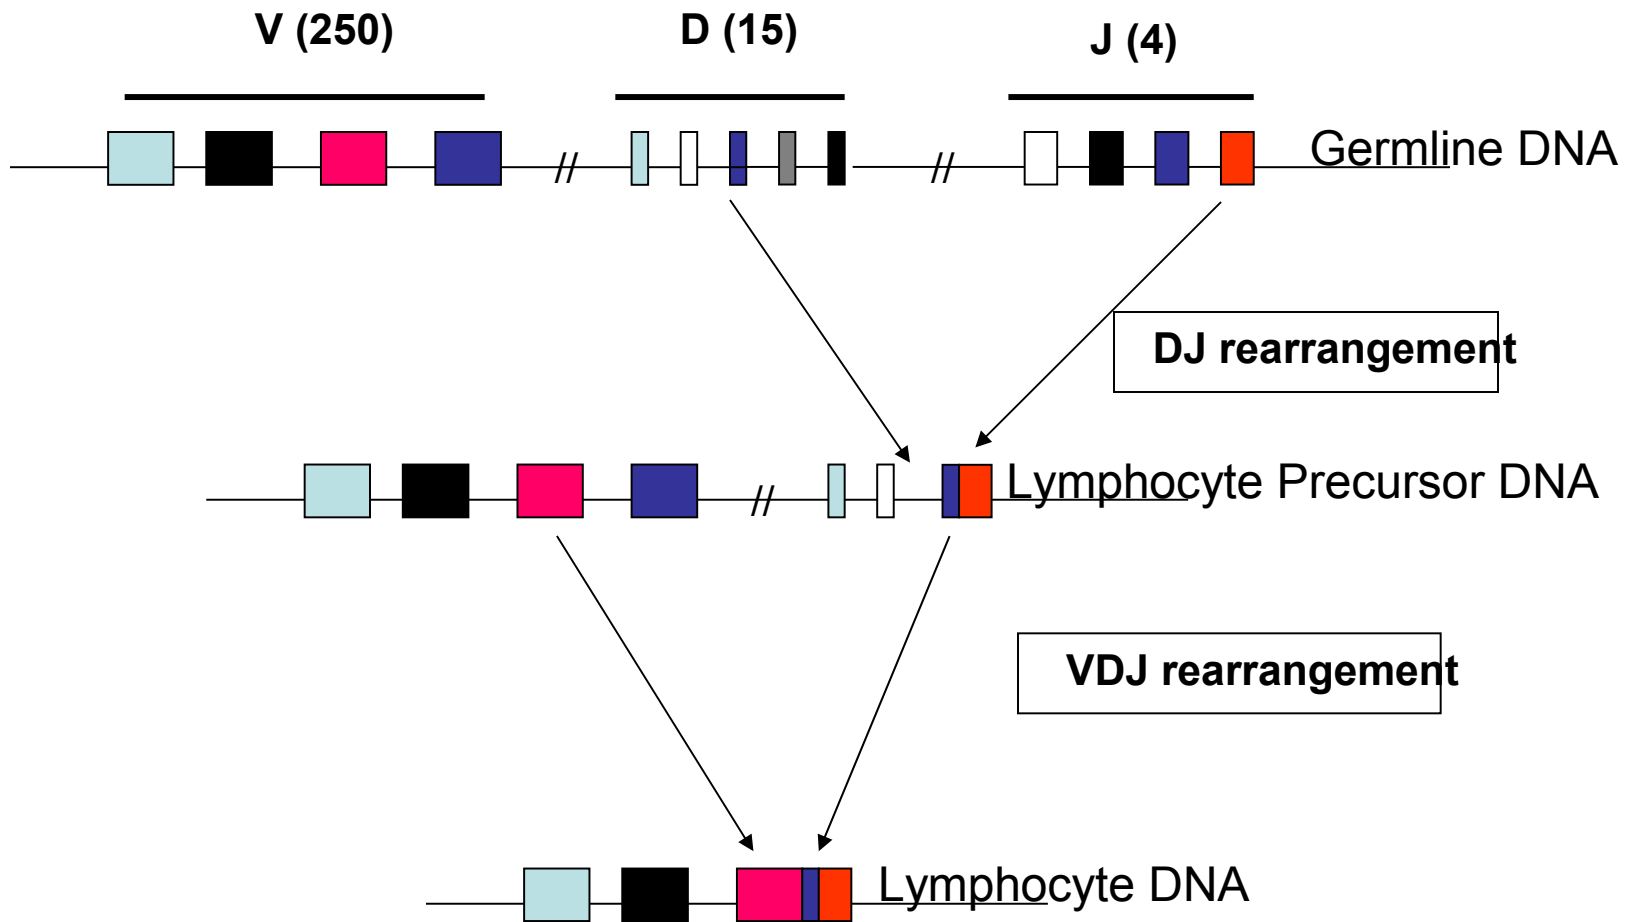 V (250)
D (15)
J (4)
//
//
Germline DNA
DJ rearrangement
//
Lymphocyte Precursor DNA
VDJ rearrangement
Lymphocyte DNA